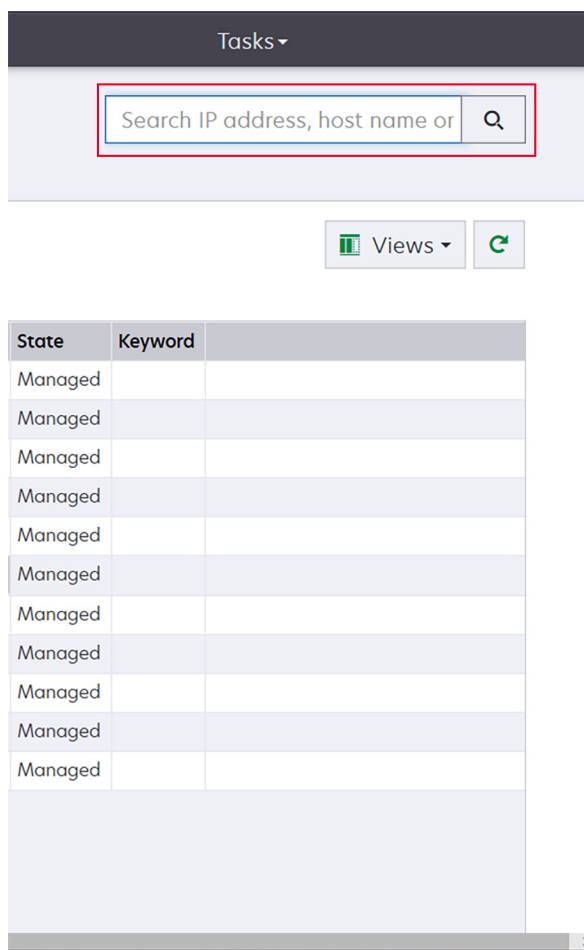 Tasks
Search IP address, host name or
Views
State Keyword
Managed
Managed
Managed
Managed
Managed
Managed
Managed
Managed
Managed
Managed
Managed